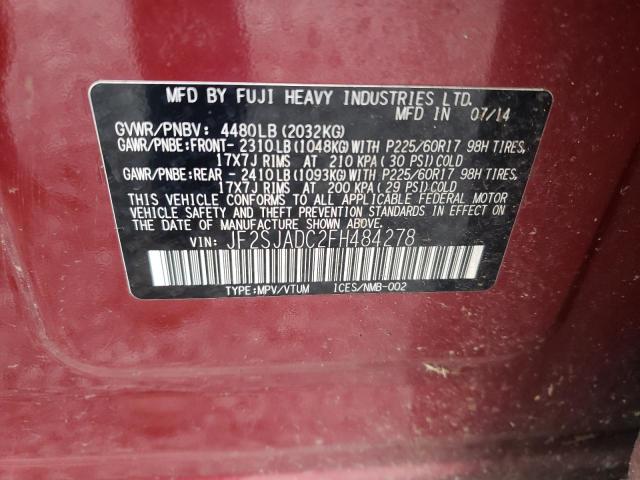 MFD BY FUJI HEAVY INDUSTRIES LTD.
MFD IN 07/14
GVWR/PNBV: 4480LB(2032KG)
GAWR/PNBE:FRONT- 2310LB(1048KG)WITH P225/60R17 98H TIRES,
17X7J RIMS AT 210 KPA(30 PSI)COLD
GAWR/PNBE:REAR - 2410LB(1093KG)WITH P225/60R17 98H TIRES,
17X7J RIMS AT 200 KPA(29 PSI)COLD
THIS VEHICLE CONFORMS TO ALL APPLICABLE FEDERAL MOTOR
VEHICLE SAFETY AND THEFT PREVENTION STANDARDS IN EFFECT ON
THE DATE OF MANUFACTURE SHOWN ABOVE.
VIN: JF2SJADC2FH484278
TYPE:MPV/VTUM ICES/NMB-002